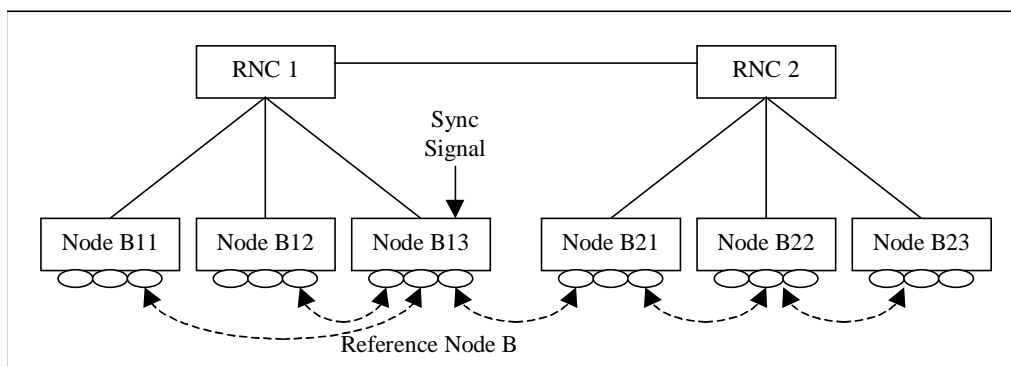 RNC 1
RNC 2
Sync
Signal
Node B11
Node B12
Node B13
Node B21
Node B22
Node B23
Reference Node B